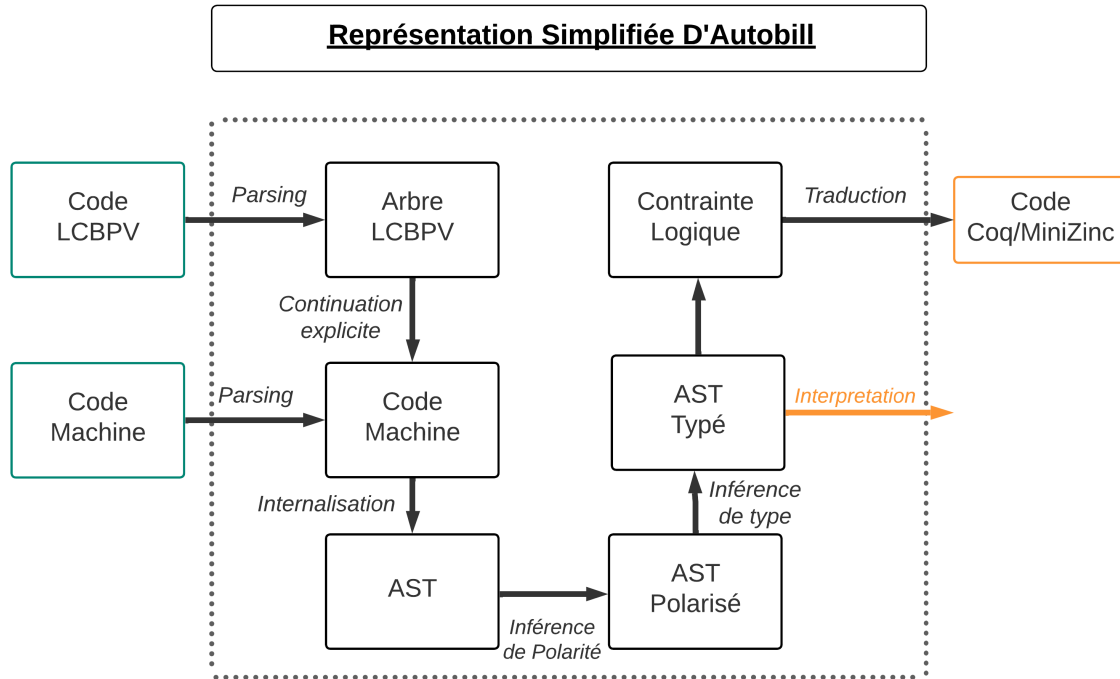 Représentation Simplifiée D'Autobill
Code
LCBPV
Parsing
Arbre
LCBPV
Contrainte
Logique
Traduction
Code
Coq/MiniZinc
Continuation
explicite
Code
Machine
Parsing
Code
Machine
AST
Typé
Interpretation
Internalisation
Inférence
de type
AST
Inférence
de Polarité
AST
Polarisé